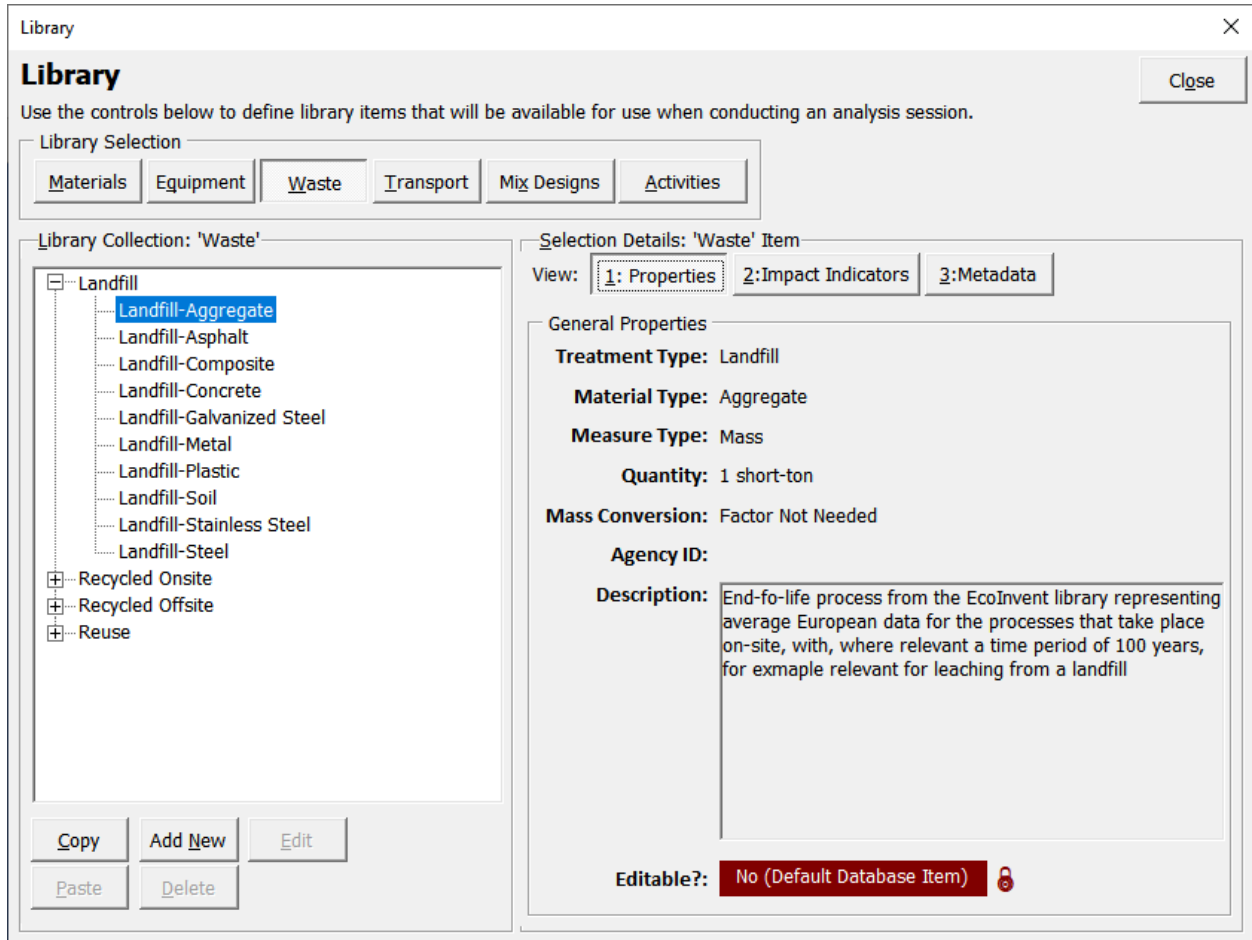 Library
Library
Close
Use the controls below to define library items that will be available for use when conducting an analysis session.
Library Selection
Materials Equipment Waste Transport Mix Designs Activities
Library Collection: 'Waste'
Landfill
Landfill-Aggregate
Landfill-Asphalt
Landfill-Composite
Landfill-Concrete
Landfill-Galvanized Steel
Landfill-Metal
Landfill-Plastic
Landfill-Soil
Landfill-Stainless Steel
Landfill-Steel
Recycled Onsite
Recycled Offsite
Reuse
Copy Add New Edit
Paste Delete
Selection Details: 'Waste' Item
View: 1: Properties 2:Impact Indicators 3:Metadata
General Properties
Treatment Type: Landfill
Material Type: Aggregate
Measure Type: Mass
Quantity: 1 short-ton
Mass Conversion: Factor Not Needed
Agency ID:
Description: End-fo-life process from the EcoInvent library representing
average European data for the processes that take place
on-site, with, where relevant a time period of 100 years,
for exmaple relevant for leaching from a landfill
Editable?: No (Default Database Item)